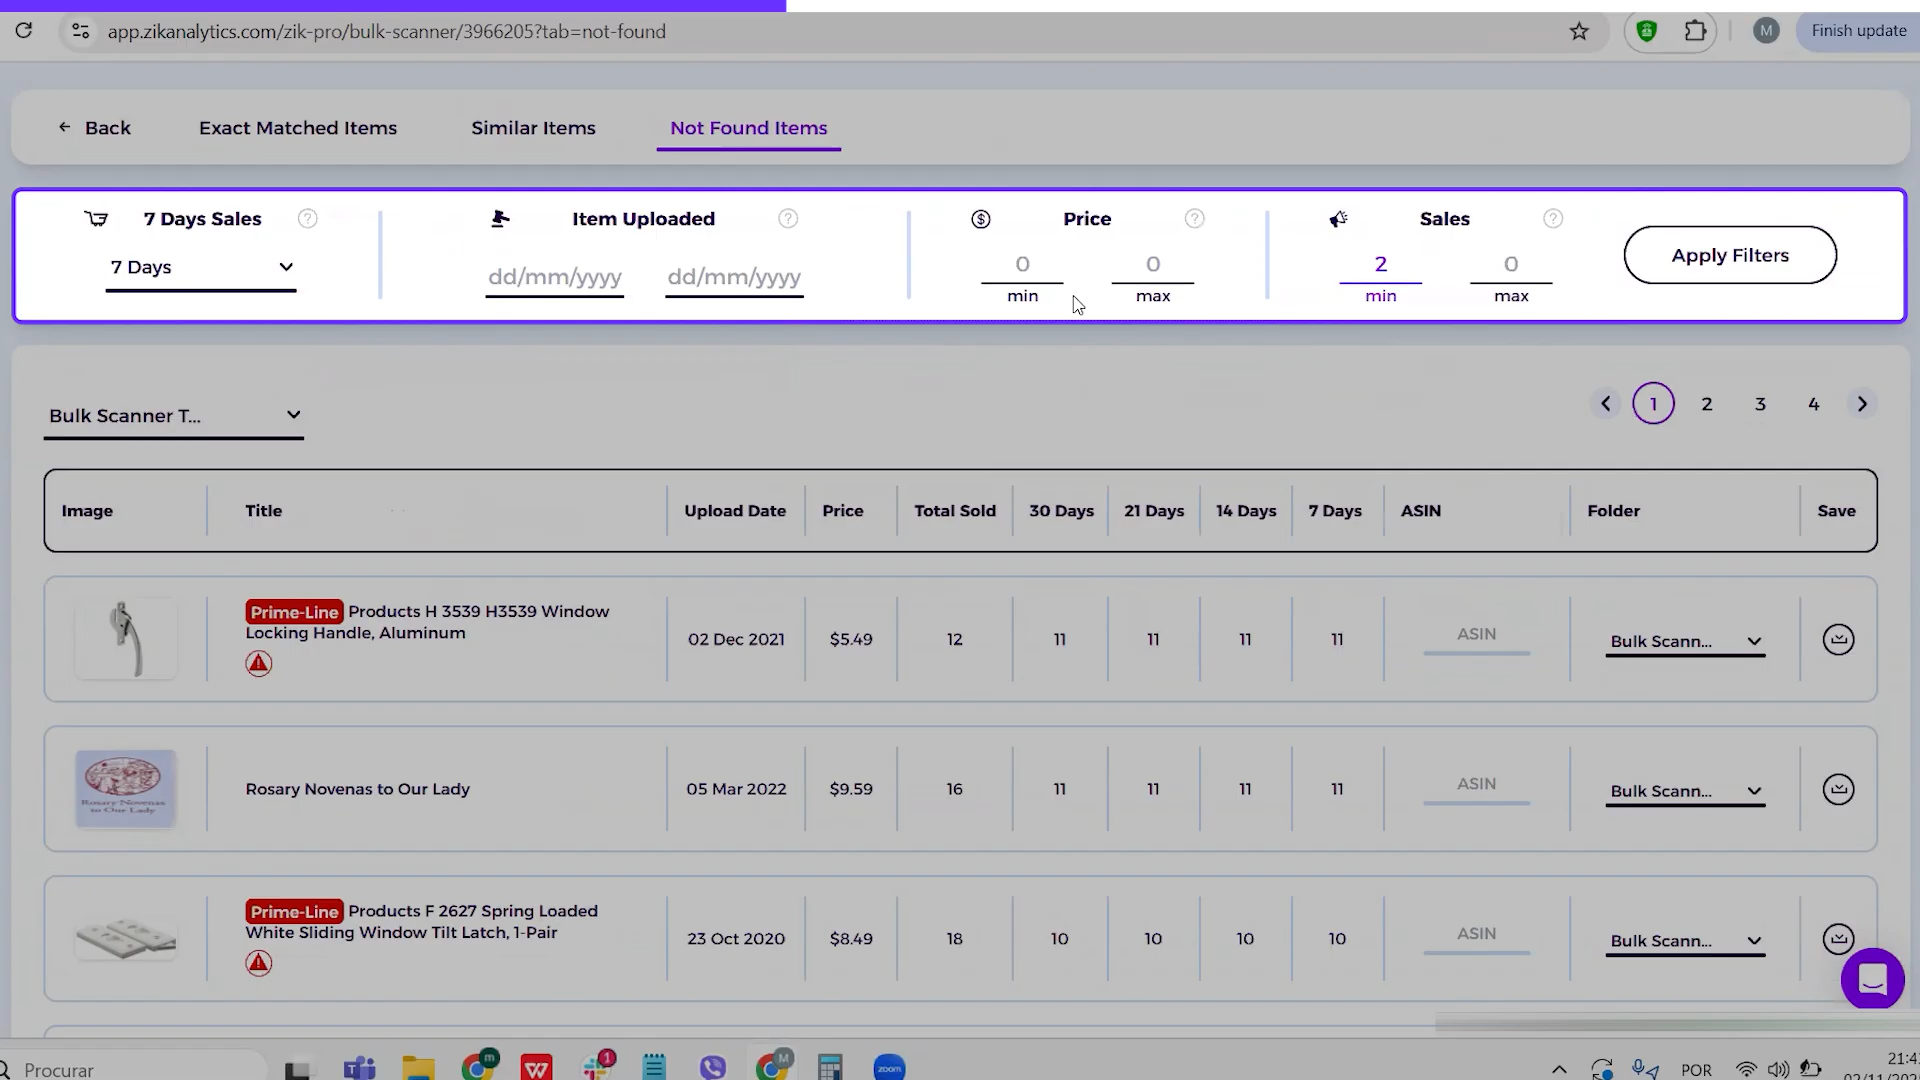 app.zikanalytics.com/zik-pro/bulk-scanner/3966205?tab=not-found
M
Finish update
Back
Exact Matched Items
Similar Items
Not Found Items
7 Days Sales ?
Item Uploaded ?
Price ?
Sales ?
7 Days
dd/mm/yyyy dd/mm/yyyy
0 0
2 0
min max
min max
Apply Filters
Bulk Scanner T...
1 2 3 4
Image Title Upload Date Price Total Sold 30 Days 21 Days 14 Days 7 Days ASIN Folder Save
Prime-Line Products H 3539 H3539 Window
Locking Handle, Aluminum
02 Dec 2021 $5.49 12 11 11 11 11 ASIN Bulk Scann...
Rosary Novenas
to Our Lady
Rosary Novenas to Our Lady 05 Mar 2022 $9.59 16 11 11 11 11 ASIN Bulk Scann...
Prime-Line Products F 2627 Spring Loaded
White Sliding Window Tilt Latch, 1-Pair
23 Oct 2020 $8.49 18 10 10 10 10 ASIN Bulk Scann...
Procurar
m
W
1
M
zoom
POR